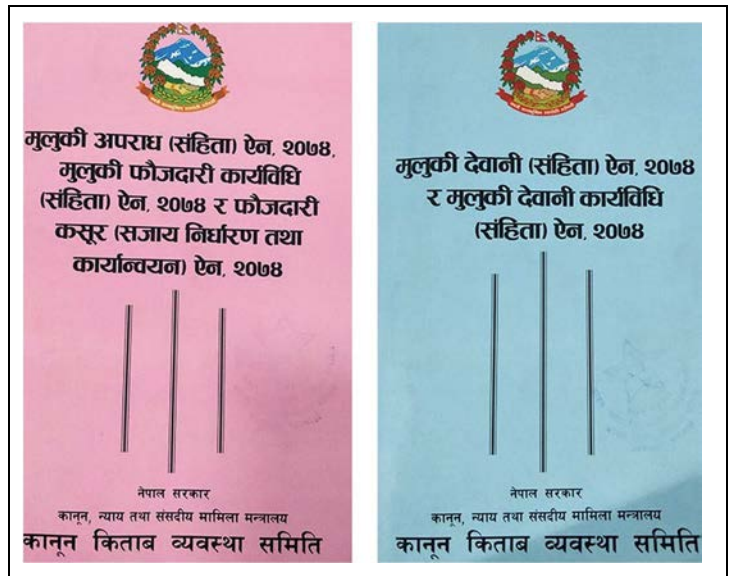 मुलुकी अपराध (संहिता) ऐन, २०७४,
मुलुकी फौजदारी कार्यविधि
(संहिता) ऐन, २०७४ र फौजदारी
कसूर (सजाय निर्धारण तथा
कार्यान्वयन) ऐन, २०७४
नेपाल सरकार
कानून, न्याय तथा संसदीय मामिला मन्त्रालय
कानून किताब व्यवस्था समिति
मुलुकी देवानी (संहिता) ऐन, २०७४
र मुलुकी देवानी कार्यविधि
(संहिता) ऐन, २०७४
नेपाल सरकार
कानून, न्याय तथा संसदीय मामिला मन्त्रालय
कानून किताब व्यवस्था समिति